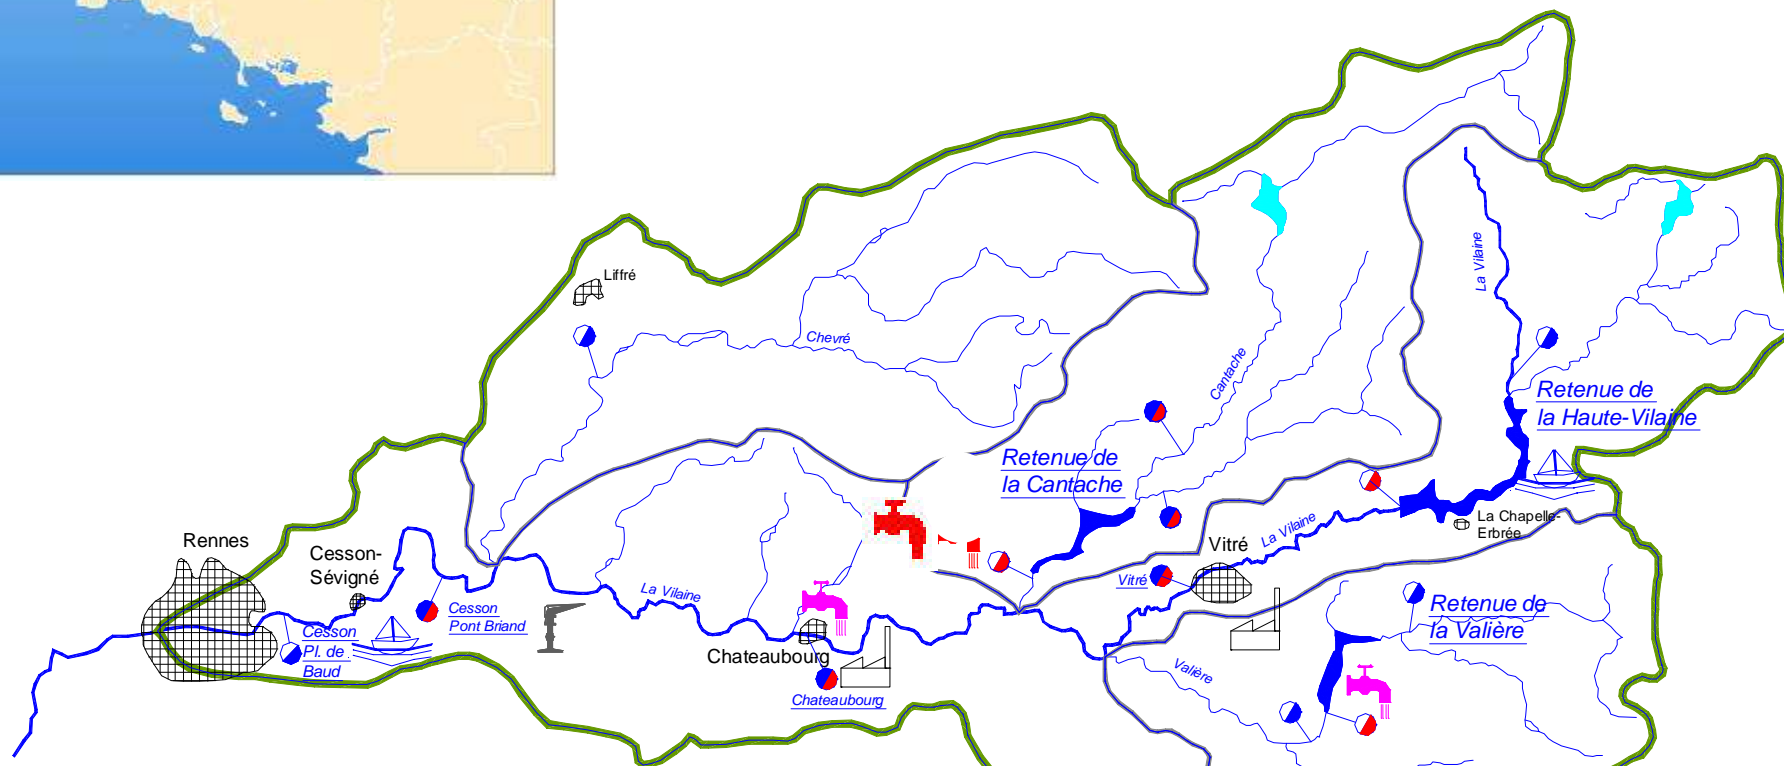 Liffré
Chevré
La Vilaine
Cantache
Retenue de
la Haute-Vilaine
Retenue de
la Cantache
La Chapelle-
Erbrée
La Vilaine
Vitré
Vitré
Rennes
Cesson-
Sévigné
Cesson
Pont Briand
Cesson
Pl. de
Baud
La Vilaine
Chateaubourg
Chateaubourg
Retenue de
la Valière
Valière